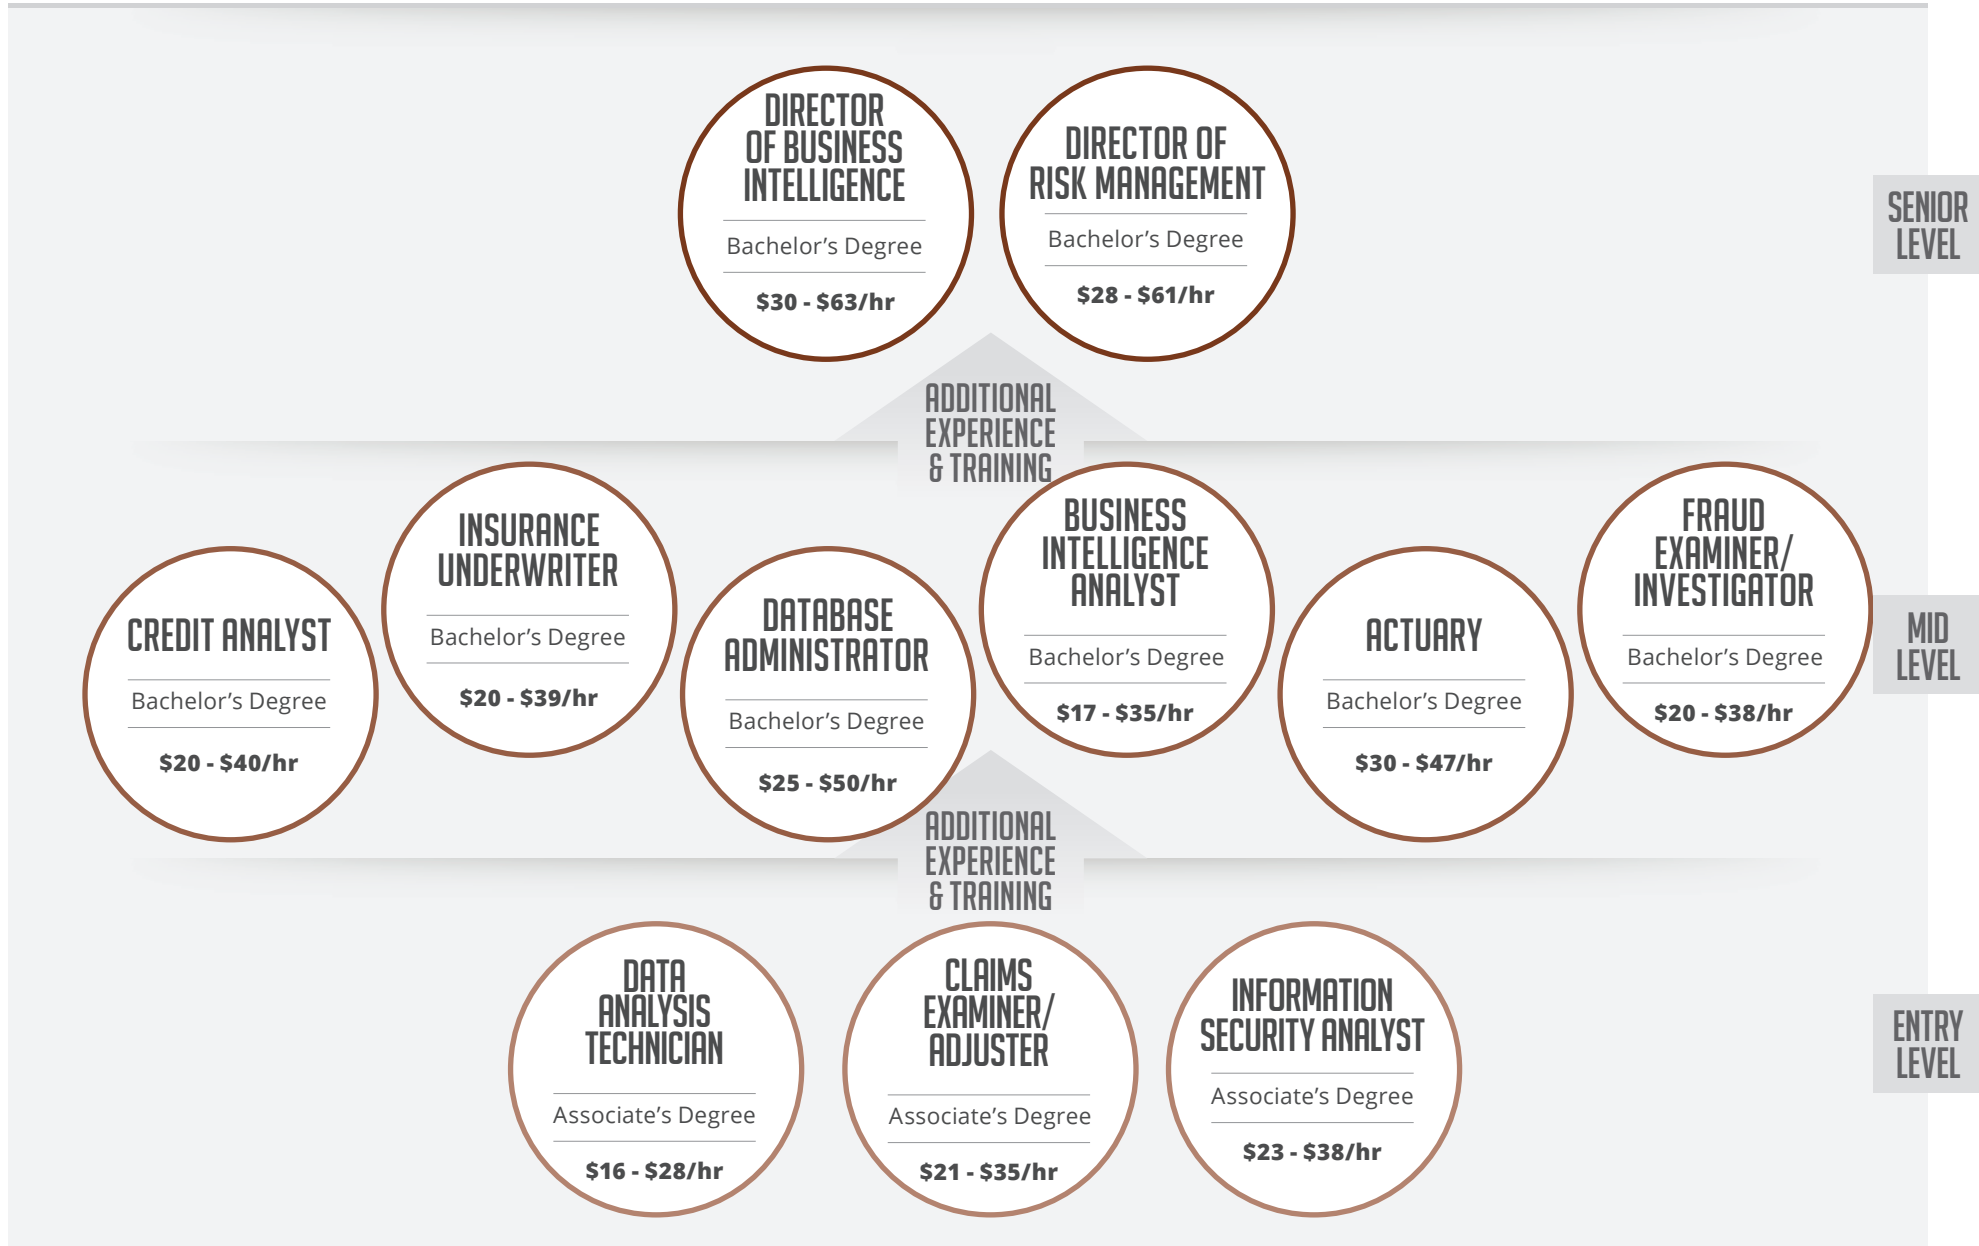 DIRECTOR
OF BUSINESS
INTELLIGENCE
Bachelor’s Degree
$30 - $63/hr
DIRECTOR OF
RISK MANAGEMENT
Bachelor’s Degree
$28 - $61/hr
SENIOR
LEVEL
ADDITIONAL
EXPERIENCE
& TRAINING
CREDIT ANALYST
Bachelor’s Degree
$20 - $40/hr
INSURANCE
UNDERWRITER
Bachelor’s Degree
$20 - $39/hr
DATABASE
ADMINISTRATOR
Bachelor’s Degree
$25 - $50/hr
BUSINESS
INTELLIGENCE
ANALYST
Bachelor’s Degree
$17 - $35/hr
ACTUARY
Bachelor’s Degree
$30 - $47/hr
FRAUD
EXAMINER/
INVESTIGATOR
Bachelor’s Degree
$20 - $38/hr
MID
LEVEL
ADDITIONAL
EXPERIENCE
& TRAINING
DATA
ANALYSIS
TECHNICIAN
Associate’s Degree
$16 - $28/hr
CLAIMS
EXAMINER/
ADJUSTER
Associate’s Degree
$21 - $35/hr
INFORMATION
SECURITY ANALYST
Associate’s Degree
$23 - $38/hr
ENTRY
LEVEL